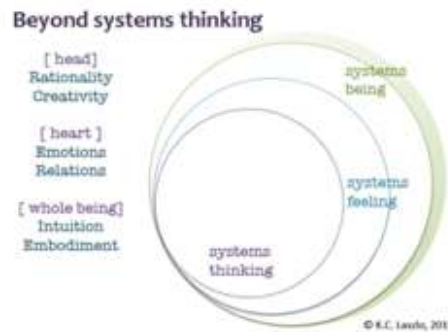 Beyond systems thinking
[ head]
Rationality
Creativity
[ heart ]
Emotions
Relations
[ whole being]
Intuition
Embodiment
systems
being
systems
feeling
systems
thinking
© K.C. Laszlo,